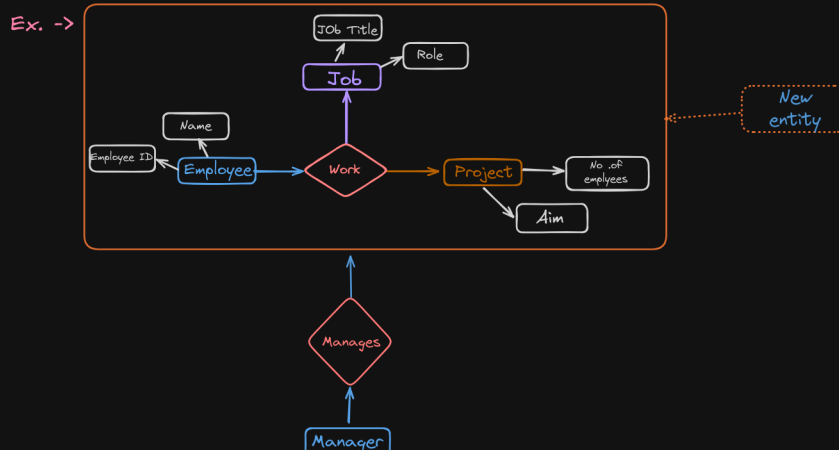 Ex. ->
JOb Title
Role
Job
Name
Employee ID
Employee
Work
Project
No .of
emplyees
Aim
New
entity
Manages
Manager